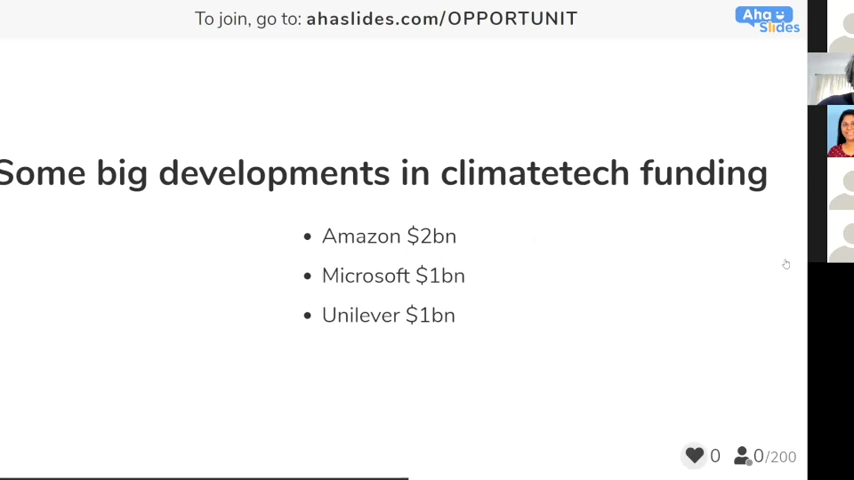 To join, go to: ahaslides.com/OPPORTUNIT
Aha
Slides
Some big developments in climatetech funding
• Amazon $2bn
• Microsoft $1bn
• Unilever $1bn
0 0/200